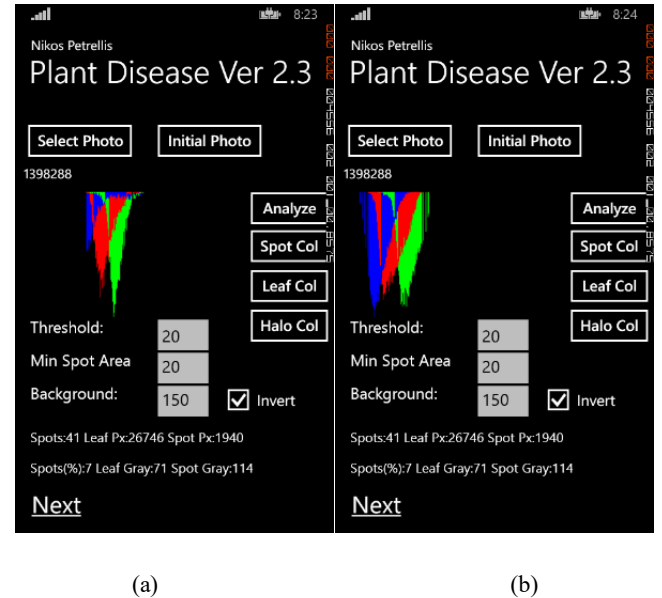 8:23
Nikos Petrellis
Plant Disease Ver 2.3
Select Photo Initial Photo
1398288
Analyze
Spot Col
Leaf Col
Halo Col
Threshold: 20
Min Spot Area 20
Background: 150 Invert
Spots:41 Leaf Px:26746 Spot Px:1940
Spots(%):7 Leaf Gray:71 Spot Gray:114
Next
(a)
8:24
Nikos Petrellis
Plant Disease Ver 2.3
Select Photo Initial Photo
1398288
Analyze
Spot Col
Leaf Col
Halo Col
Threshold: 20
Min Spot Area 20
Background: 150 Invert
Spots:41 Leaf Px:26746 Spot Px:1940
Spots(%):7 Leaf Gray:71 Spot Gray:114
Next
(b)